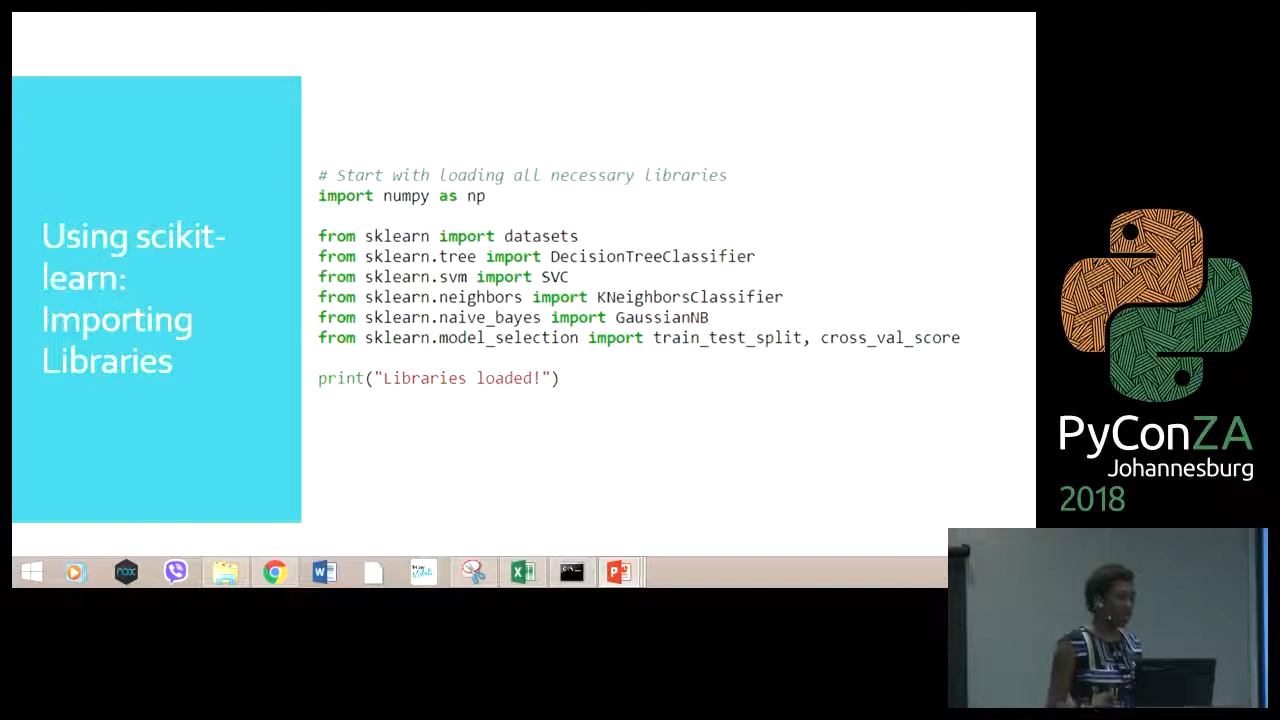 Using scikit-
learn:
Importing
Libraries
# Start with loading all necessary libraries
import numpy as np
from sklearn import datasets
from sklearn.tree import DecisionTreeClassifier
from sklearn.svm import SVC
from sklearn.neighbors import KNeighborsClassifier
from sklearn.naive_bayes import GaussianNB
from sklearn.model_selection import train_test_split, cross_val_score
print("Libraries loaded!")
PyConZA
Johannesburg
2018
nox